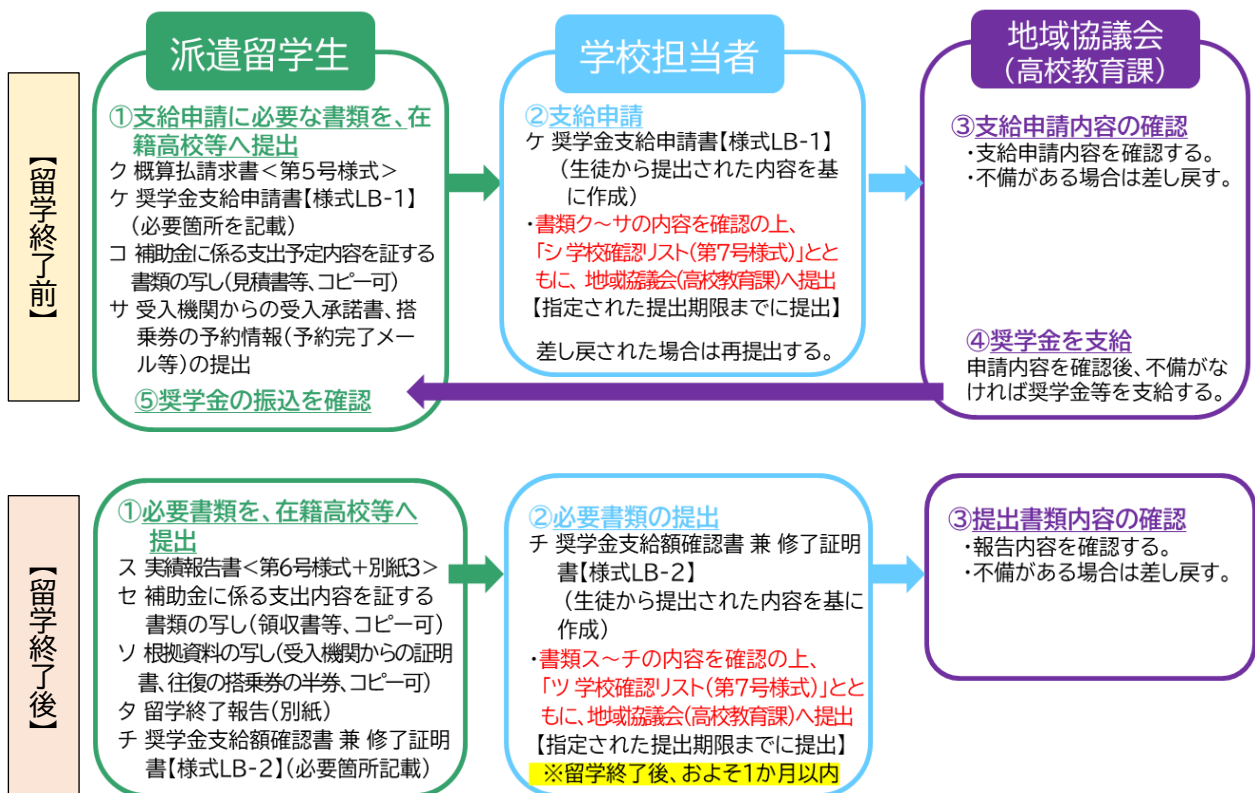 派遣留学生
学校担当者
地域協議会
(高校教育課)
【留学終了前】
①支給申請に必要な書類を、在
籍高校等へ提出
ク 概算払請求書<第5号様式>
ケ 奨学金支給申請書【様式LB-1】
(必要箇所を記載)
コ 補助金に係る支出予定内容を証する
書類の写し(見積書等、コピー可)
サ 受入機関からの受入承諾書、搭
乗券の予約情報(予約完了メー
ル等)の提出
⑤奨学金の振込を確認
②支給申請
ケ 奨学金支給申請書【様式LB-1】
(生徒から提出された内容を基
に作成)
・書類ク~サの内容を確認の上、
「シ 学校確認リスト(第7号様式)」とと
もに、地域協議会(高校教育課)へ提出
【指定された提出期限までに提出】
差し戻された場合は再提出する。
③支給申請内容の確認
・支給申請内容を確認する。
・不備がある場合は差し戻す。
④奨学金を支給
申請内容を確認後、不備がな
ければ奨学金等を支給する。
【留学終了後】
①必要書類を、在籍高校等へ
提出
ス 実績報告書<第6号様式+別紙3>
セ 補助金に係る支出内容を証する
書類の写し(領収書等、コピー可)
ソ 根拠資料の写し(受入機関からの証明
書、往復の搭乗券の半券、コピー可)
タ 留学終了報告(別紙)
チ 奨学金支給額確認書 兼 修了証明
書【様式LB-2】(必要箇所記載)
②必要書類の提出
チ 奨学金支給額確認書 兼 修了証明
書【様式LB-2】
(生徒から提出された内容を基に
作成)
・書類ス~チの内容を確認の上、
「ツ 学校確認リスト(第7号様式)」とと
もに、地域協議会(高校教育課)へ提出
【指定された提出期限までに提出】
※留学終了後、およそ1か月以内
③提出書類内容の確認
・報告内容を確認する。
・不備がある場合は差し戻す。